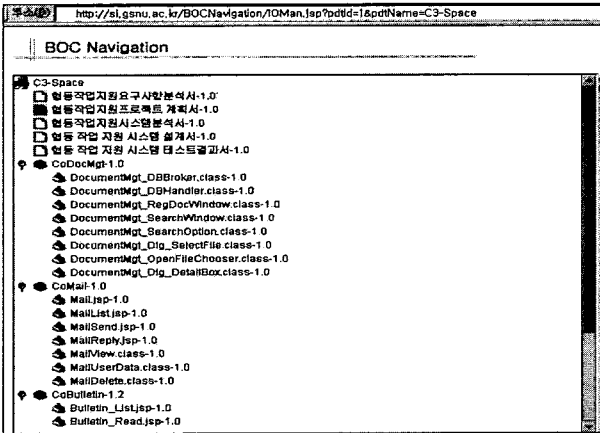 주소(D) http://si.gsnu.ac.kr/BOCNavigation/IOMan.jsp?pdtid=1&pdtName=C3-Space
BOC Navigation
C3-Space
협동작업지원요구사항분석서-1.0
협동작업지원프로젝트 계획서-1.0
협동작업지원시스템분석서-1.0
협동 작업 지원 시스템 설계서-1.0
협동 작업 지원 시스템 테스트결과서-1.0
CoDocMgt-1.0
DocumentMgt_DBBroker.class-1.0
DocumentMgt_DBHandler.class-1.0
DocumentMgt_RegDocWindow.class-1.0
DocumentMgt_SearchWindow.class-1.0
DocumentMgt_SearchOption.class-1.0
DocumentMgt_Dlg_SelectFile.class-1.0
DocumentMgt_OpenFileChooser.class-1.0
DocumentMgt_Dlg_DetailBox.class-1.0
CoMail-1.0
Mail.jsp-1.0
MailList.jsp-1.0
MailSend.jsp-1.0
MailReply.jsp-1.0
MailView.class-1.0
MailUserData.class-1.0
MailDelete.class-1.0
CoBulletin-1.2
Bulletin_List.jsp-1.0
Bulletin_Read.jsp-1.0